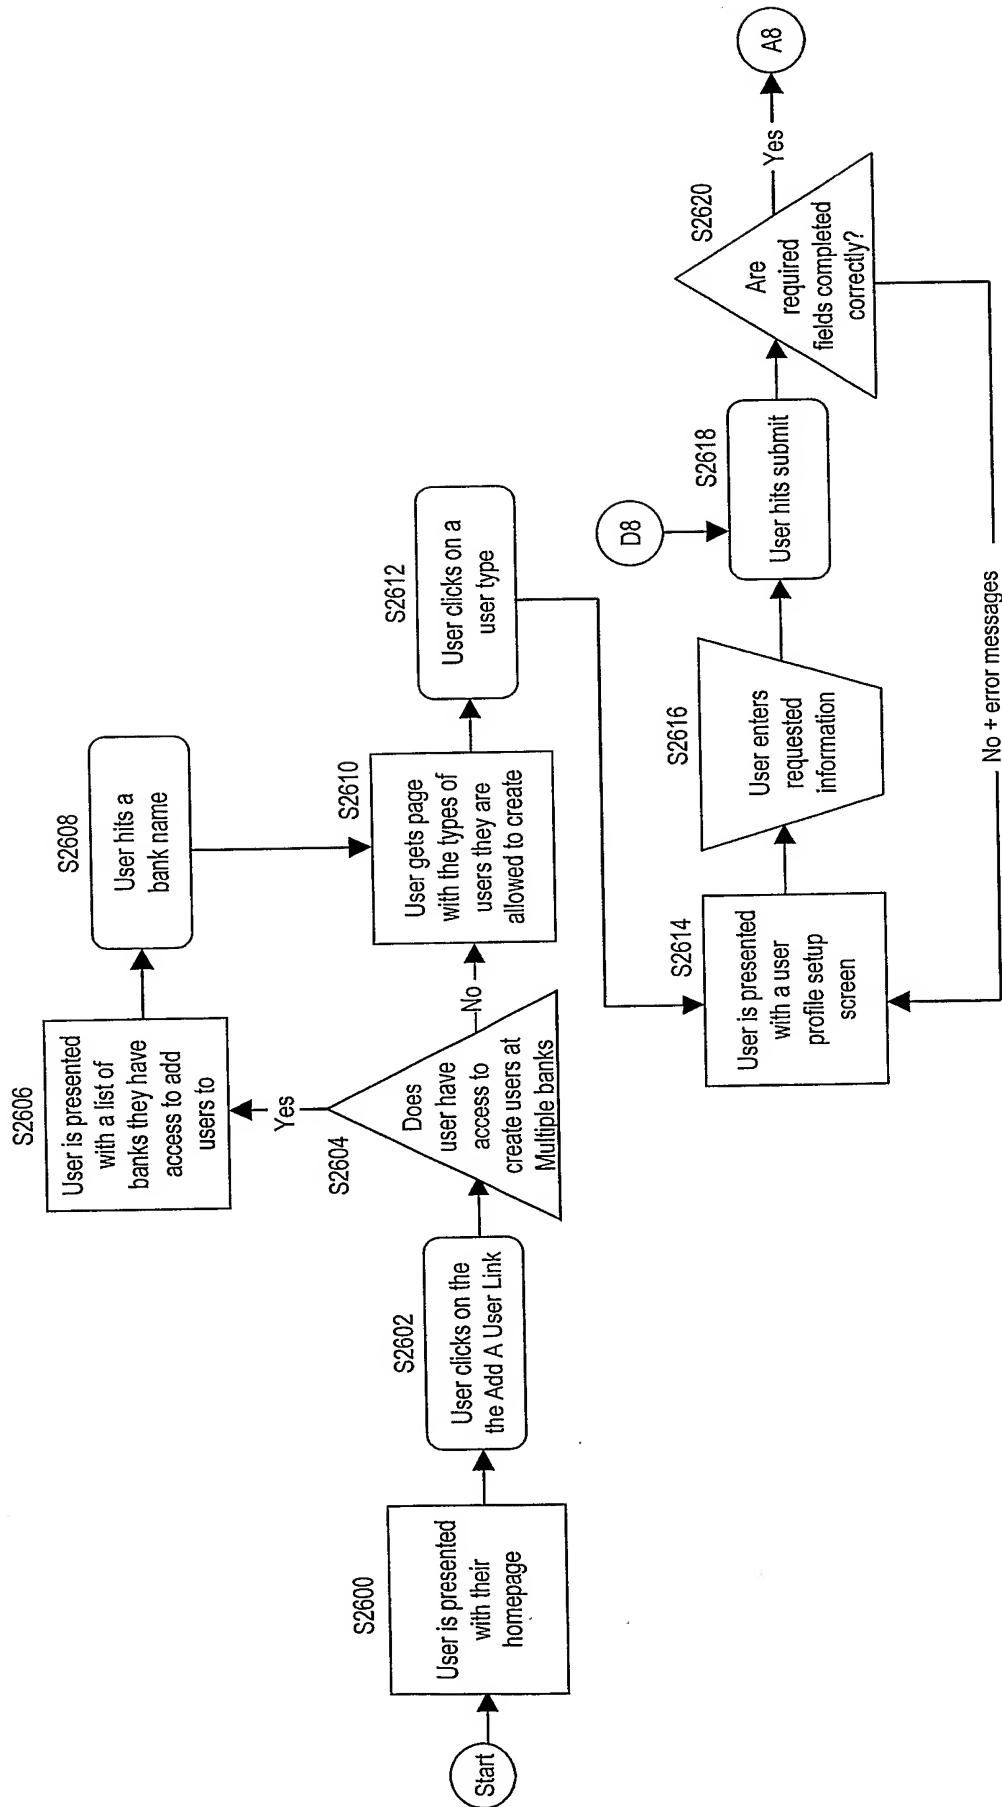 Start
S2600
User is presented
with their
homepage
S2602
User clicks on the
the Add A User Link
S2604
Does
user have
access to
create users at
Multiple banks
Yes
No
S2606
User is presented
with a list of
banks they have
access to add
users to
S2608
User hits a
bank name
S2610
User gets page
with the types of
users they are
allowed to create
S2612
User clicks on a
user type
S2614
User is presented
with a user
profile setup
screen
S2616
User enters
requested
information
D8
S2618
User hits submit
S2620
Are
required
fields completed
correctly?
Yes
A8
No + error messages